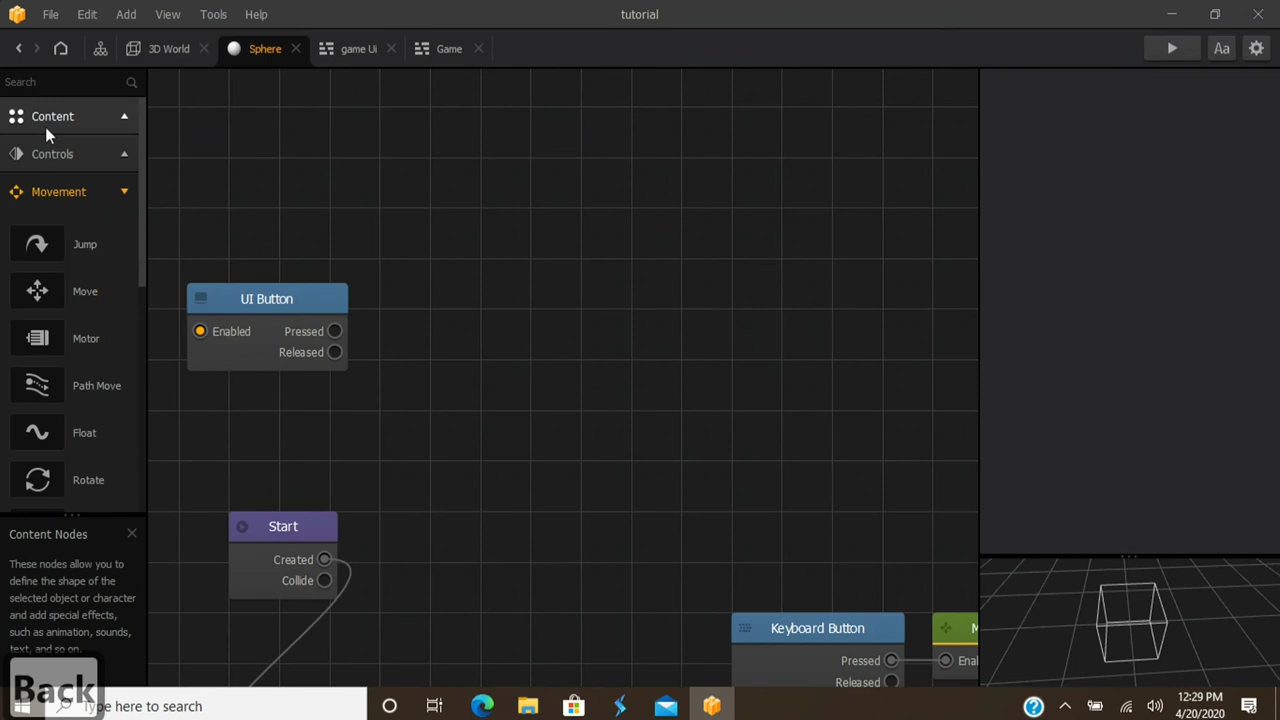 File Edit Add View Tools Help tutorial
3D World Sphere game Ui Game Aa
Search
Content
Controls
Movement
Jump
Move
Motor
Path Move
Float
Rotate
UI Button
Enabled Pressed
Released
Start
Created
Collide
Keyboard Button
Pressed
Released
Content Nodes
These nodes allow you to
define the shape of the
selected object or character
and add special effects,
such as animation, sounds,
text, and so on.
Back
Type here to search
12:29 PM
4/20/2020